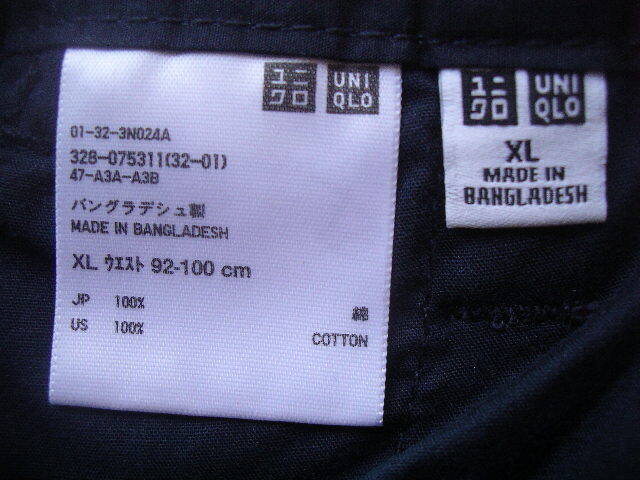 ユニ
クロ
UNI
QLO
01-32-3N024A
328-075311(32-01)
47-A3A-A3B
バングラデシュ製
MADE IN BANGLADESH
XL ウエスト 92-100 cm
JP 100% 綿
US 100% COTTON
ユニ
クロ
UNI
QLO
XL
MADE IN
BANGLADESH